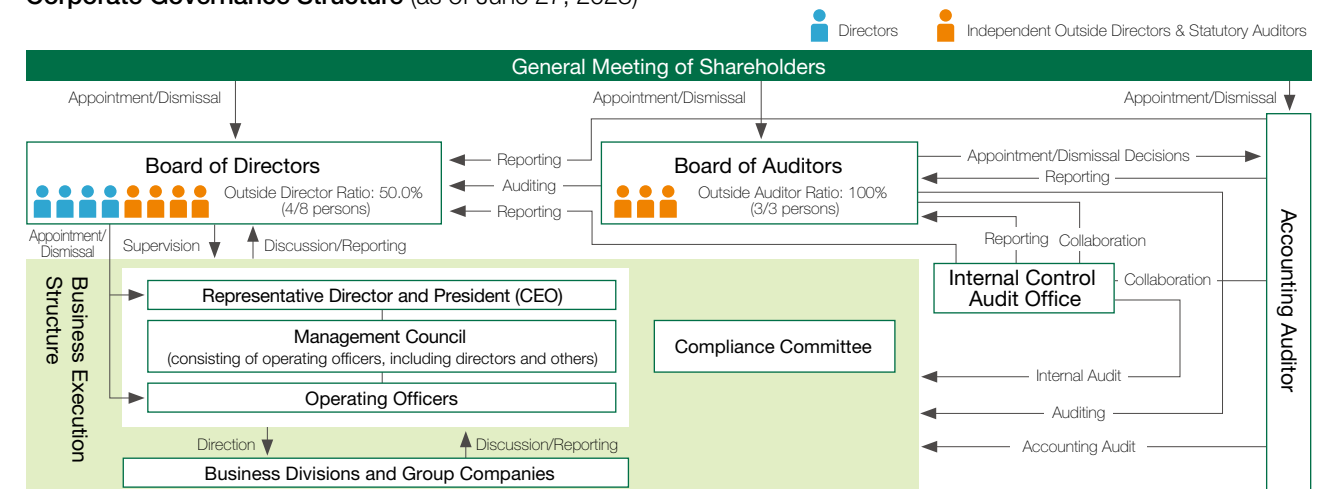 Directors
Independent Outside Directors & Statutory Auditors
General Meeting of Shareholders
Appointment/Dismissal
Appointment/Dismissal
Appointment/Dismissal
Board of Directors
Outside Director Ratio: 50.0%
(4/8 persons)
Reporting
Auditing
Reporting
Board of Auditors
Outside Auditor Ratio: 100%
(3/3 persons)
Appointment/Dismissal Decisions
Reporting
Accounting Auditor
Appointment/
Dismissal
Supervision
Discussion/Reporting
Reporting
Collaboration
Internal Control
Audit Office
Collaboration
Business Execution
Structure
Representative Director and President (CEO)
Management Council
(consisting of operating officers, including directors and others)
Operating Officers
Compliance Committee
Internal Audit
Auditing
Accounting Audit
Direction
Discussion/Reporting
Business Divisions and Group Companies